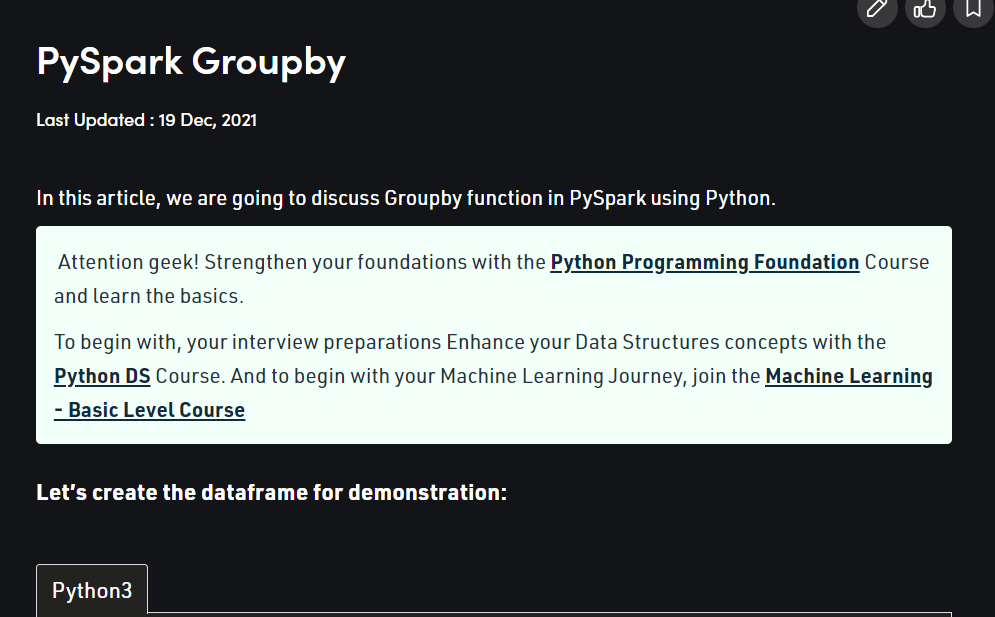 PySpark Groupby
Last Updated : 19 Dec, 2021
In this article, we are going to discuss Groupby function in PySpark using Python.
Attention geek! Strengthen your foundations with the Python Programming Foundation Course
and learn the basics.
To begin with, your interview preparations Enhance your Data Structures concepts with the
Python DS Course. And to begin with your Machine Learning Journey, join the Machine Learning
- Basic Level Course
Let’s create the dataframe for demonstration:
Python3